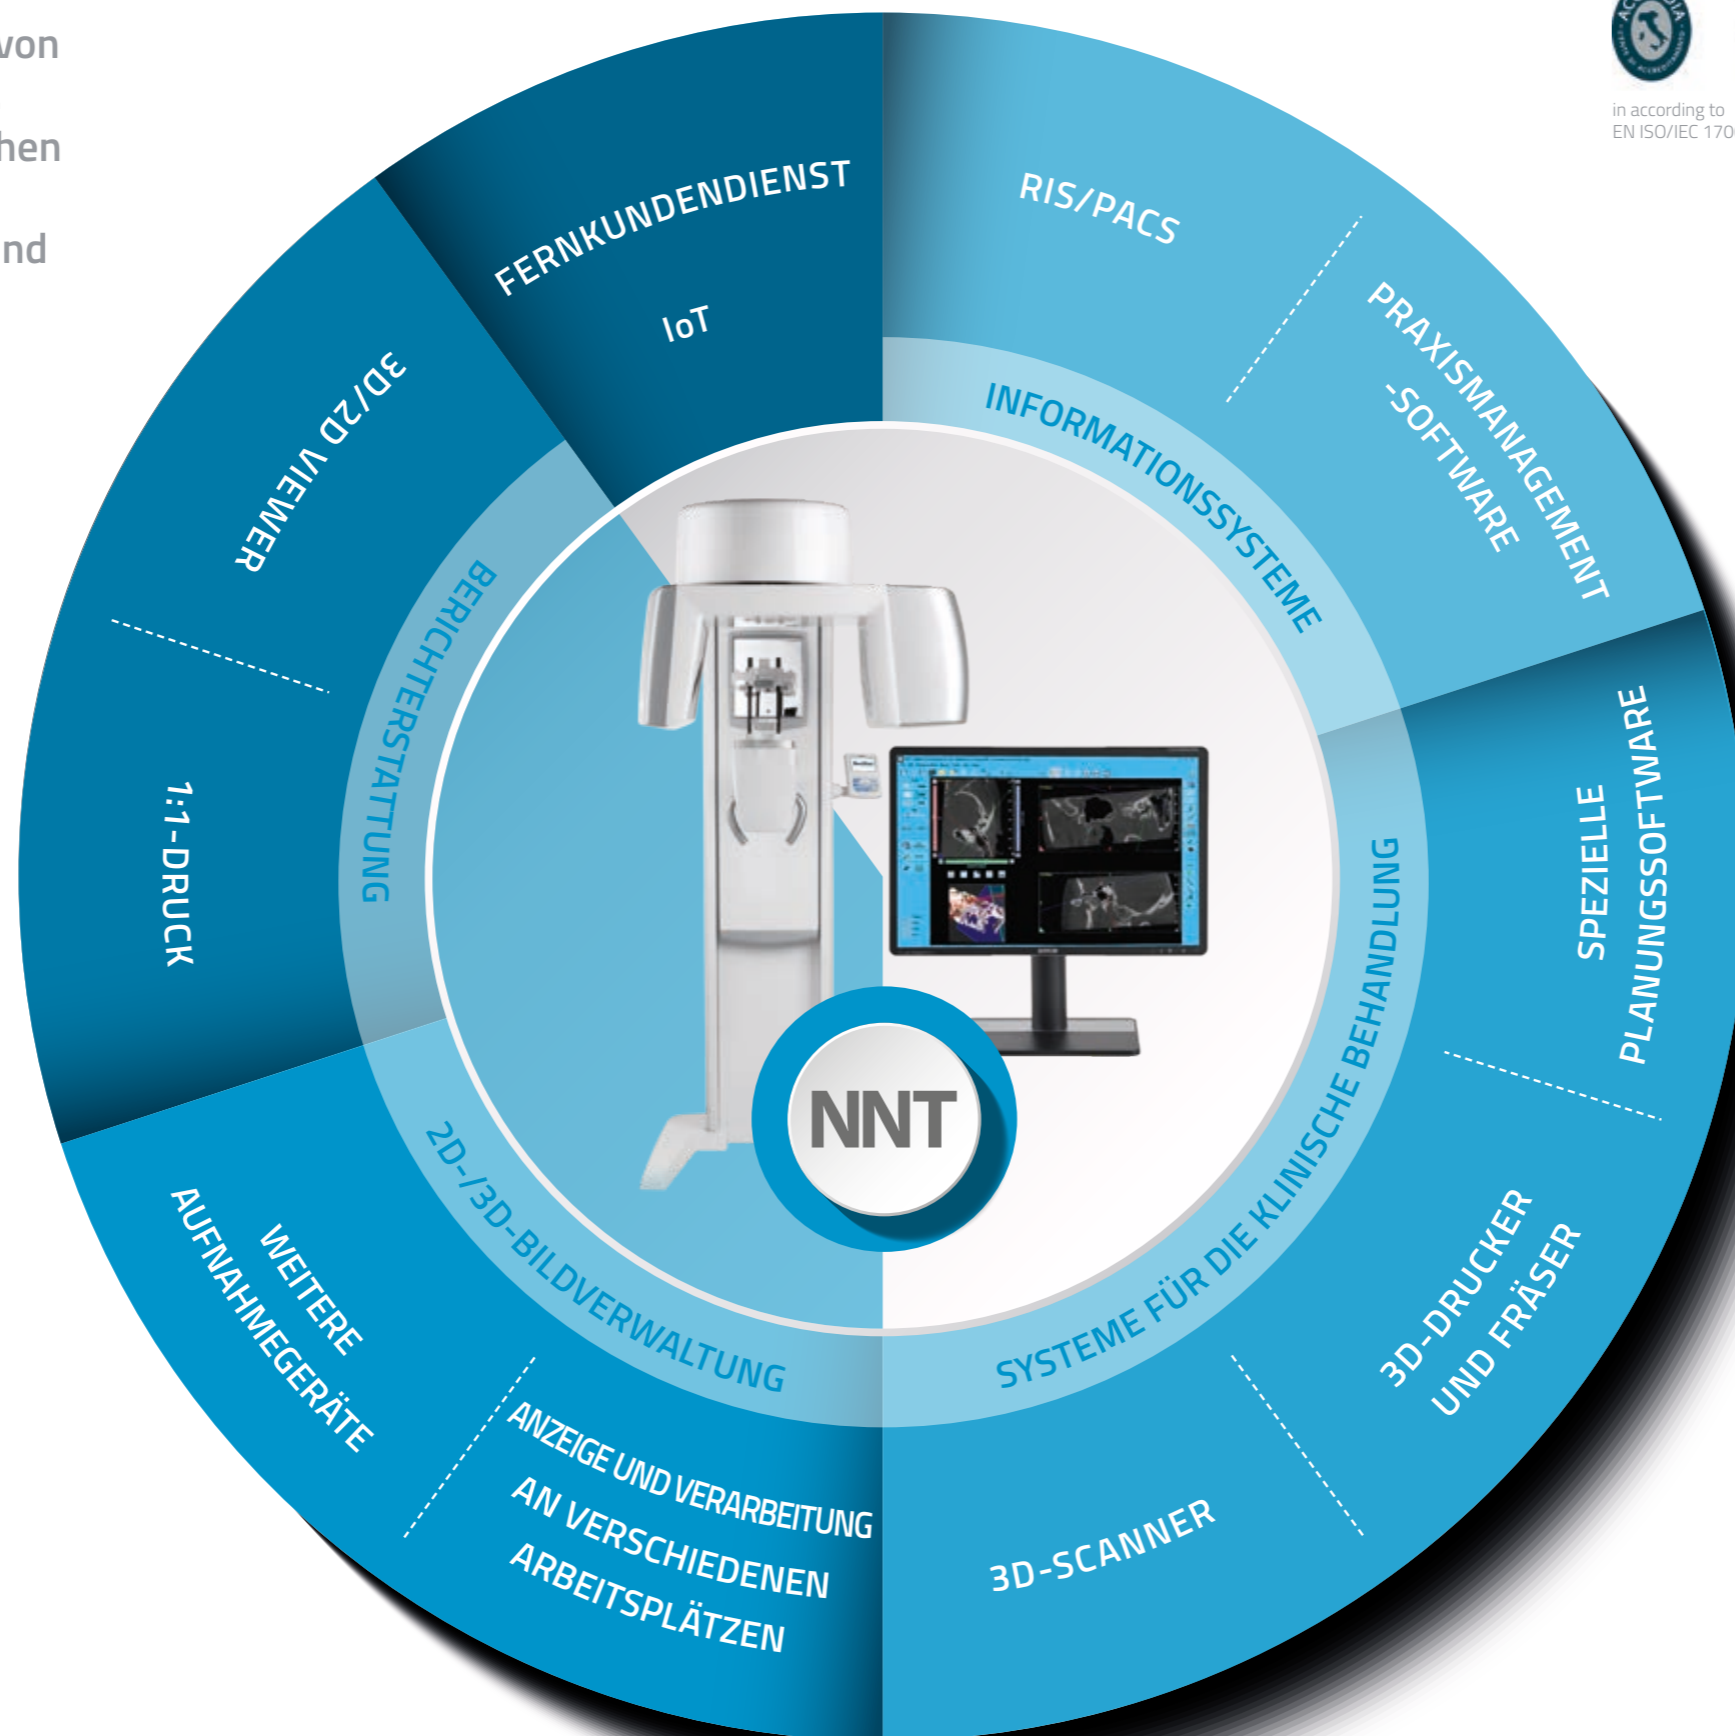 von
hen
nd
in according to
EN ISO/IEC 170
FERNKUNDENDIENST
IoT
RIS/PACS
PRAXISMANAGEMENT
-SOFTWARE
INFORMATIONSSYSTEME
SPEZIELLE
PLANUNGSSOFTWARE
3D-DRUCKER
UND FRÄSER
3D-SCANNER
SYSTEME FÜR DIE KLINISCHE BEHANDLUNG
ANZEIGE UND VERARBEITUNG
AN VERSCHIEDENEN
ARBEITSPLÄTZEN
WEITERE
AUFNAHMEGERÄTE
2D-/3D-BILDVERWALTUNG
1:1-DRUCK
3D/2D VIEWER
BERICHTERSTATTUNG
NNT